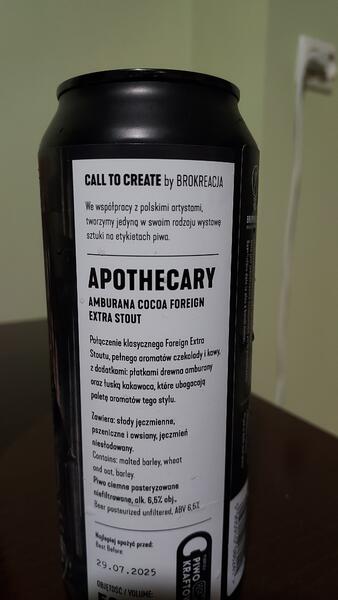 CALL TO CREATE by BROKREACJA
We współpracy z polskimi artystami,
tworzymy jedyną w swoim rodzaju wystawę
sztuki na etykietach piwa.
APOTHECARY
AMBURANA COCOA FOREIGN
EXTRA STOUT
Połączenie klasycznego Foreign Extra
Stoutu, pełnego aromatów czekolady i kawy,
z dodatkami: płatkami drewna amburany
oraz łuską kakaowca, które ubogacają
paletę aromatów tego stylu.
Zawiera: słody jęczmienne,
pszeniczne i owsiany, jęczmień
niesłodowany.
Contains: malted barley, wheat
and oat, barley.
Piwo ciemne pasteryzowane
niefiltrowane, alk. 6,5% obj.,
Beer pasteurized unfiltered, ABV 6,5%
Najlepiej spożyć przed:
Best Before:
29.07.2025
OBJĘTOŚĆ / VOLUME:
PIWO
KRAFTO